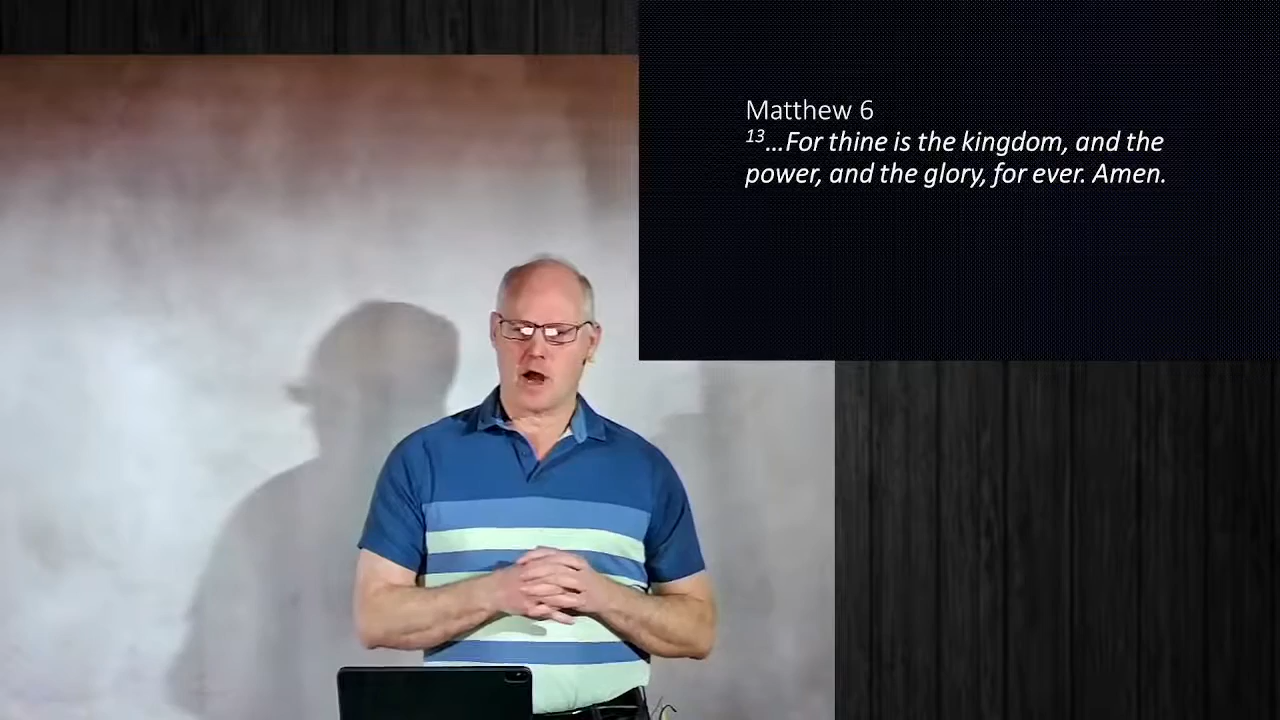 Matthew 6
13...For thine is the kingdom, and the
power, and the glory, for ever. Amen.